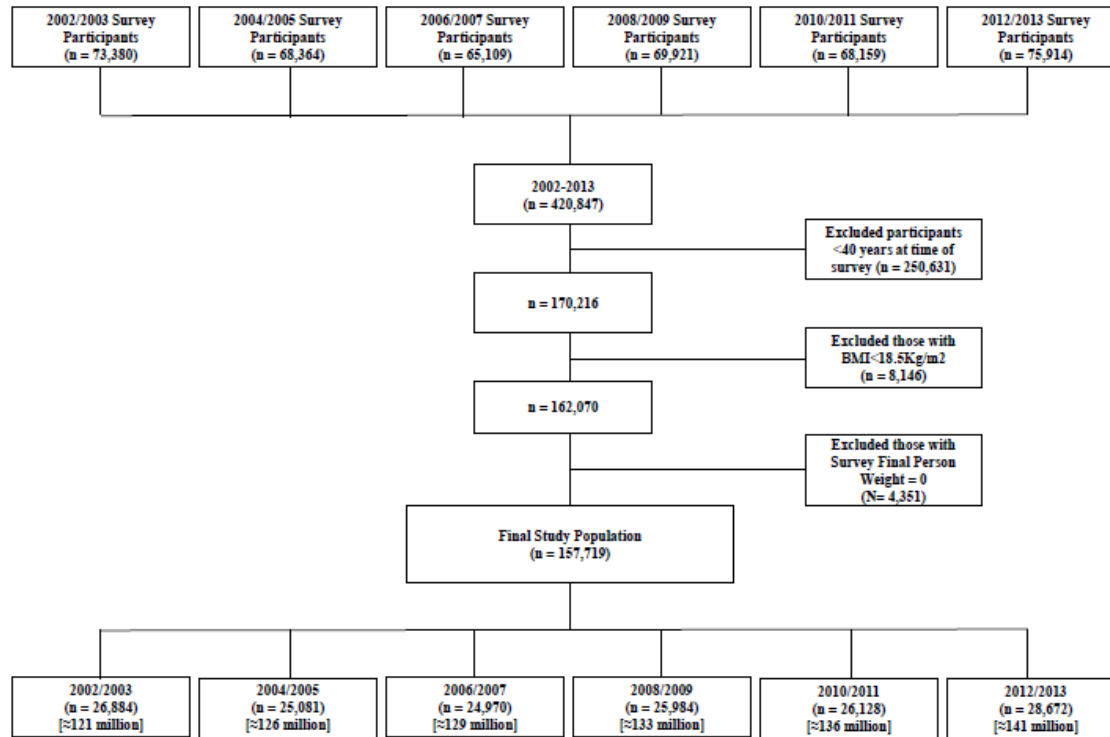 2002/2003 Survey
Participants
(n = 73,380)
2004/2005 Survey
Participants
(n = 68,364)
2006/2007 Survey
Participants
(n = 65,109)
2008/2009 Survey
Participants
(n = 69,921)
2010/2011 Survey
Participants
(n = 68,159)
2012/2013 Survey
Participants
(n = 75,914)
2002-2013
(n = 420,847)
Excluded participants
<40 years at time of
survey (n = 250,631)
n = 170,216
Excluded those with
BMI<18.5Kg/m2
(n = 8,146)
n = 162,070
Excluded those with
Survey Final Person
Weight = 0
(N= 4,351)
Final Study Population
(n = 157,719)
2002/2003
(n = 26,884)
[≈121 million]
2004/2005
(n = 25,081)
[≈126 million]
2006/2007
(n = 24,970)
[≈129 million]
2008/2009
(n = 25,984)
[≈133 million]
2010/2011
(n = 26,128)
[≈136 million]
2012/2013
(n = 28,672)
[≈141 million]